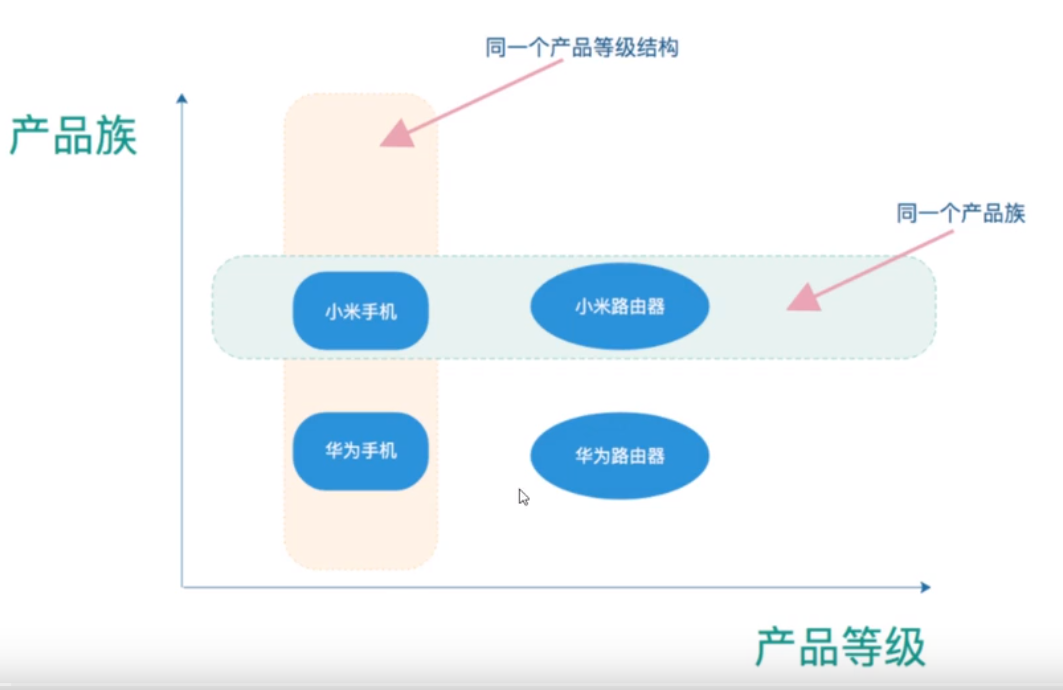 同一个产品等级结构
产品族
同一个产品族
小米手机
小米路由器
华为手机
华为路由器
产品等级